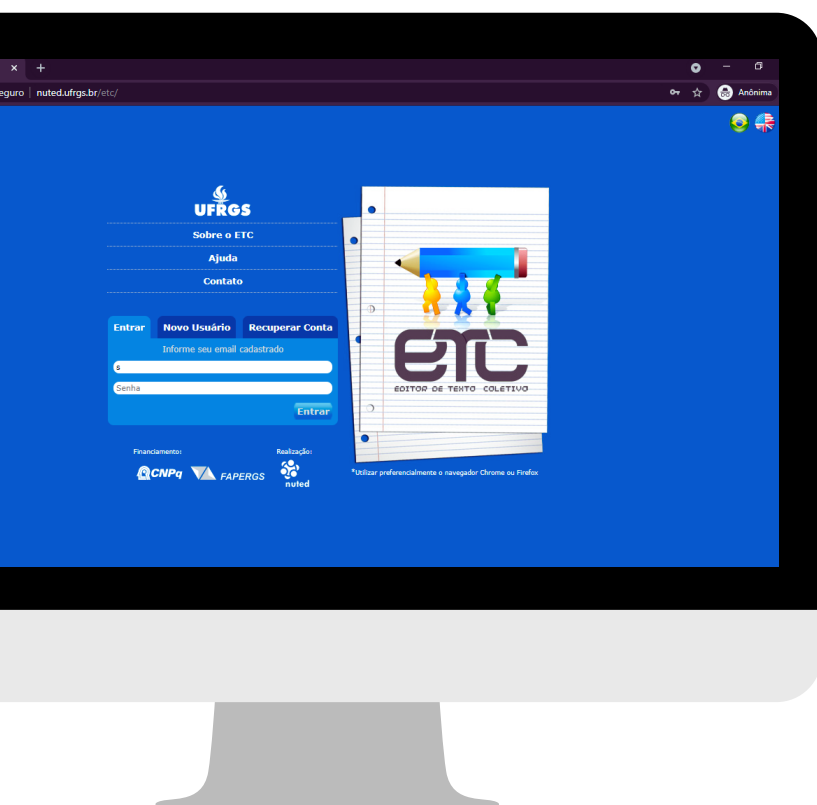 × +
eguro | nuted.ufrgs.br/etc/
Anônima
UFRGS
Sobre o ETC
Ajuda
Contato
Entrar Novo Usuário Recuperar Conta
Informe seu email cadastrado
s
Senha
Entrar
Financiamento: Realização:
CNPq FAPERGS nuted
ETC
EDITOR DE TEXTO COLETIVO
*Utilizar preferencialmente o navegador Chrome ou Firefox